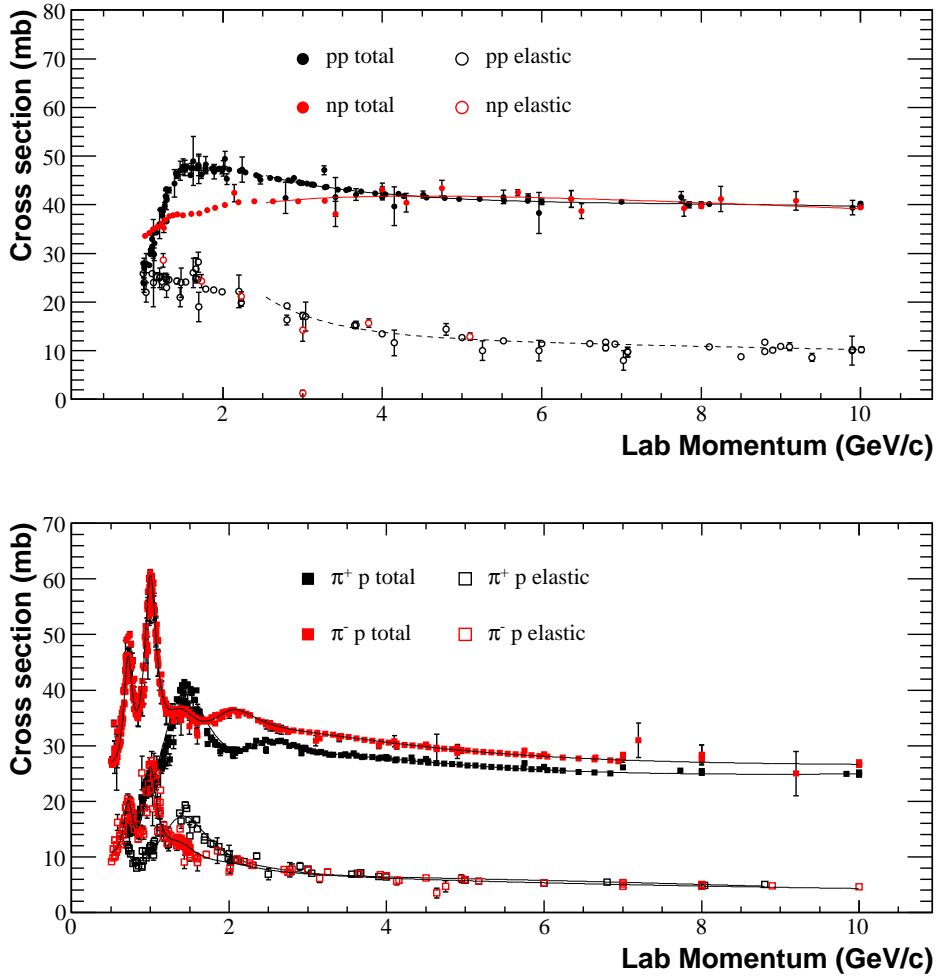 Cross section (mb)
80
70
60
50
40
30
20
10
0
pp total
pp elastic
np total
np elastic
2
4
6
8
10
Lab Momentum (GeV/c)
Cross section (mb)
70
60
50
40
30
20
10
0
π+ p total
π+ p elastic
π- p total
π- p elastic
0
2
4
6
8
10
Lab Momentum (GeV/c)